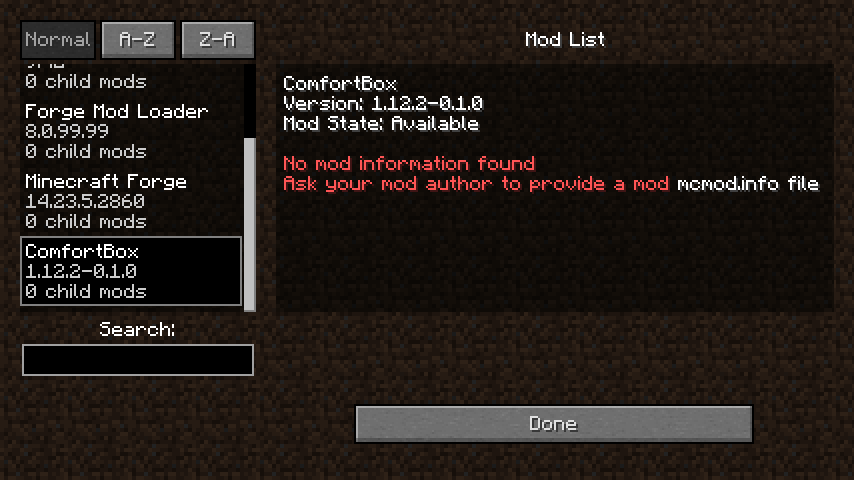 Normal
A-Z
Z-A
Mod List
0 child mods
Forge Mod Loader
8.0.99.99
0 child mods
Minecraft Forge
14.23.5.2860
0 child mods
ComfortBox
1.12.2-0.1.0
0 child mods
Search:
ComfortBox
Version: 1.12.2-0.1.0
Mod State: Available
No mod information found
Ask your mod author to provide a mod mcmod.info file
Done